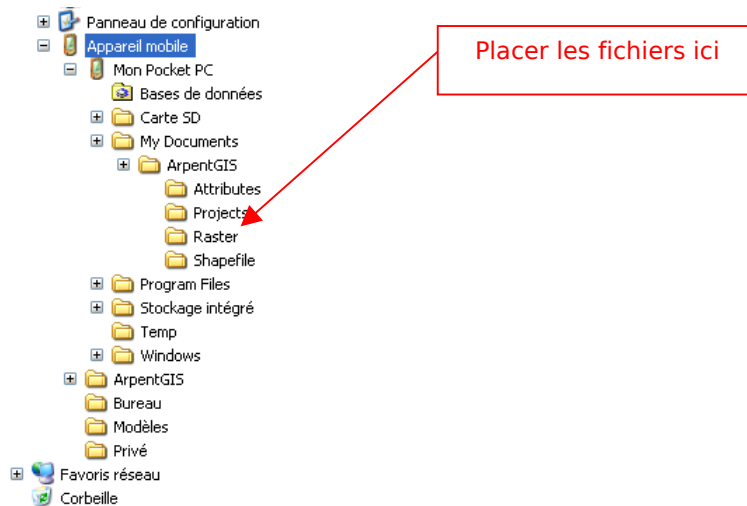 Panneau de configuration
Appareil mobile
Placer les fichiers ici
Mon Pocket PC
Bases de données
Carte SD
My Documents
ArpentGIS
Attributes
Projects
Raster
Shapefile
Program Files
Stockage intégré
Temp
Windows
ArpentGIS
Bureau
Modèles
Privé
Favoris réseau
Corbeille